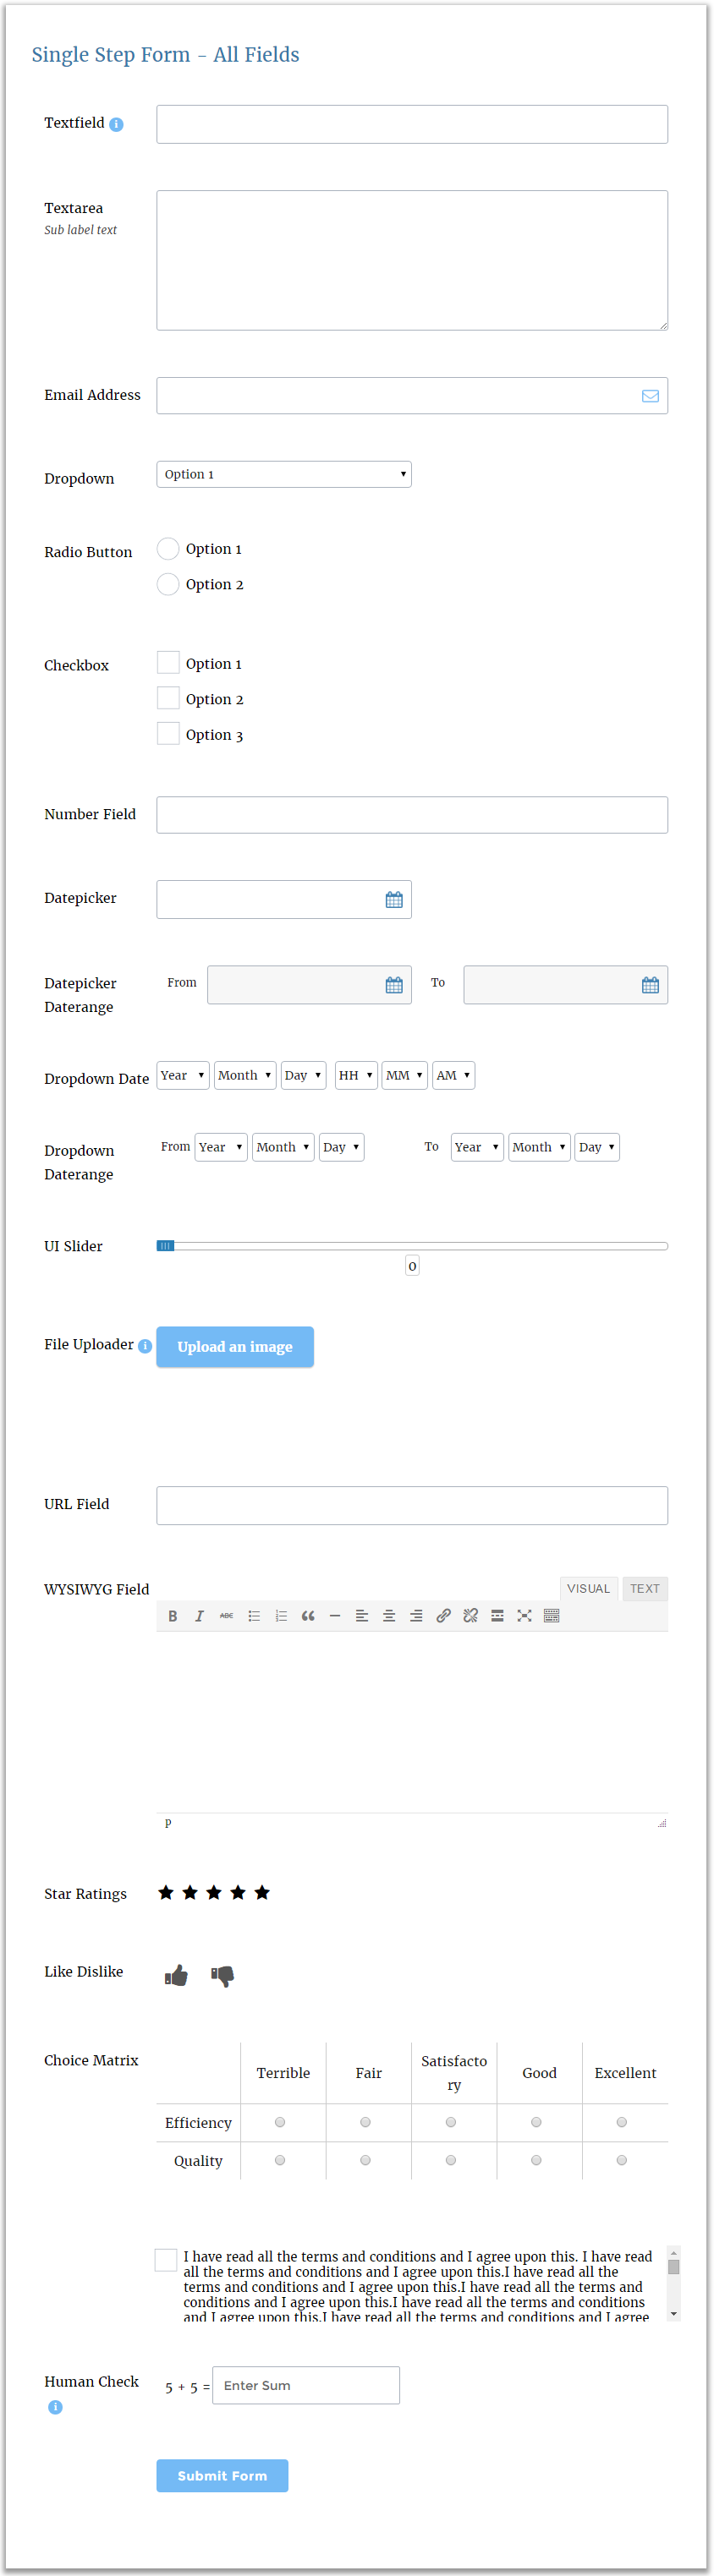 Single Step Form - All Fields
Textfield
Textarea
Sub label text
Email Address
Dropdown Option 1
Radio Button Option 1
Option 2
Checkbox Option 1
Option 2
Option 3
Number Field
Datepicker
Datepicker From To
Daterange
Dropdown Date Year Month Day HH MM AM
Dropdown From Year Month Day To Year Month Day
Daterange
UI Slider
0
File Uploader Upload an image
URL Field
WYSIWYG Field VISUAL TEXT
B I ABC
p
Star Ratings
Like Dislike
Choice Matrix Terrible Fair Satisfacto
ry Good Excellent
Efficiency
Quality
I have read all the terms and conditions and I agree upon this. I have read
all the terms and conditions and I agree upon this.I have read all the
terms and conditions and I agree upon this.I have read all the terms and
conditions and I agree upon this.I have read all the terms and conditions
and I agree upon this.I have read all the terms and conditions and I agree
Human Check 5 + 5 = Enter Sum
Submit Form